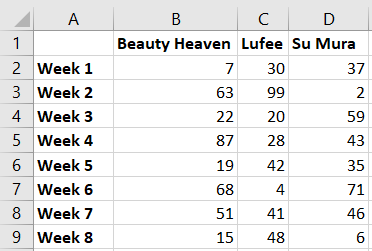 A B C D
1 Beauty Heaven Lufee Su Mura
2 Week 1 7 30 37
3 Week 2 63 99 2
4 Week 3 22 20 59
5 Week 4 87 28 43
6 Week 5 19 42 35
7 Week 6 68 4 71
8 Week 7 51 41 46
9 Week 8 15 48 6